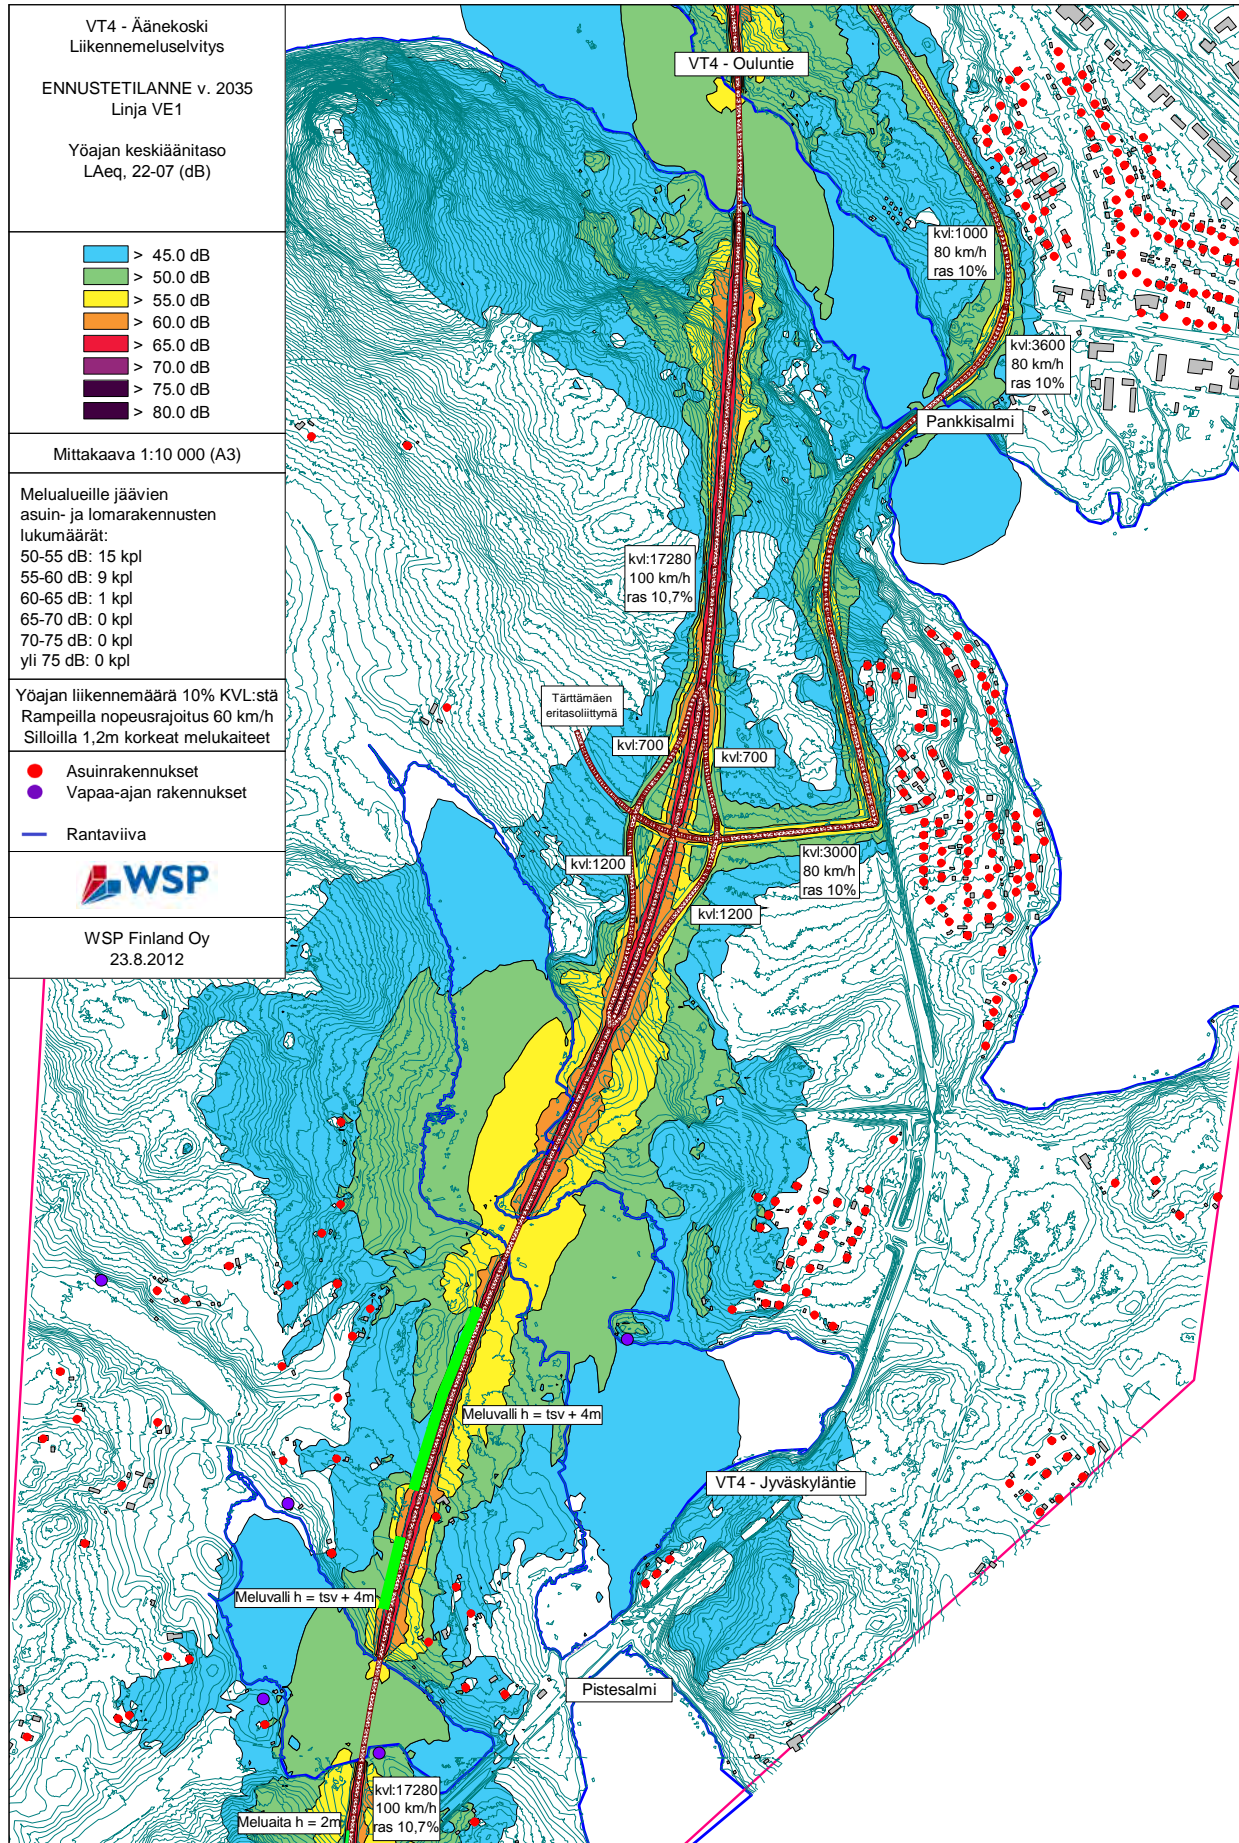 VT4 - Äänekoski
Liikennemeluselvitys
ENNUSTETILANNE v. 2035
Linja VE1
Yöajan keskiäänitaso
LAeq, 22-07 (dB)
> 45.0 dB
> 50.0 dB
> 55.0 dB
> 60.0 dB
> 65.0 dB
> 70.0 dB
> 75.0 dB
> 80.0 dB
Mittakaava 1:10 000 (A3)
Melualueille jäävien
asuin- ja lomarakennusten
lukumäärät:
50-55 dB: 15 kpl
55-60 dB: 9 kpl
60-65 dB: 1 kpl
65-70 dB: 0 kpl
70-75 dB: 0 kpl
yli 75 dB: 0 kpl
Yöajan liikennemäärä 10% KVL:stä
Rampeilla nopeusrajoitus 60 km/h
Silloilla 1,2m korkeat melukaiteet
Asuinrakennukset
Vapaa-ajan rakennukset
Rantaviiva
WSP
WSP Finland Oy
23.8.2012
VT4 - Ouluntie
kvl:1000
80 km/h
ras 10%
kvl:3600
80 km/h
ras 10%
Pankkisalmi
kvl:17280
100 km/h
ras 10,7%
Tärttämäen
eritasoliittymä
kvl:700
kvl:700
kvl:1200
kvl:3000
80 km/h
ras 10%
kvl:1200
Meluvalli h = tsv + 4m
VT4 - Jyväskyläntie
Meluvalli h = tsv + 4m
Pistesalmi
kvl:17280
100 km/h
ras 10,7%
Meluaita h = 2m